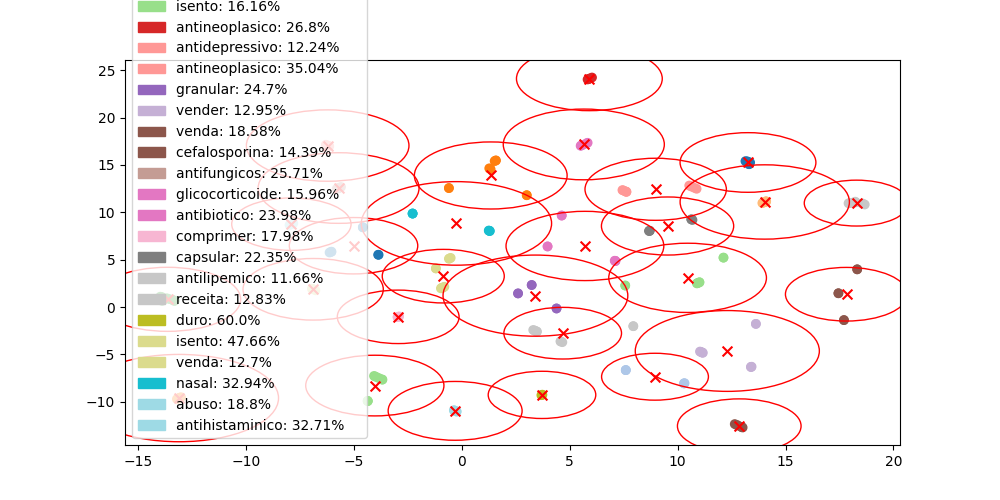 isento: 16.16%
antineoplasico: 26.8%
antidepressivo: 12.24%
antineoplasico: 35.04%
granular: 24.7%
vender: 12.95%
venda: 18.58%
cefalosporina: 14.39%
antifungicos: 25.71%
glicocorticoide: 15.96%
antibiotico: 23.98%
comprimer: 17.98%
capsular: 22.35%
antilipemico: 11.66%
receita: 12.83%
duro: 60.0%
isento: 47.66%
venda: 12.7%
nasal: 32.94%
abuso: 18.8%
antihistaminico: 32.71%
25
20
15
10
5
0
−5
−10
−15 −10 −5 0 5 10 15 20